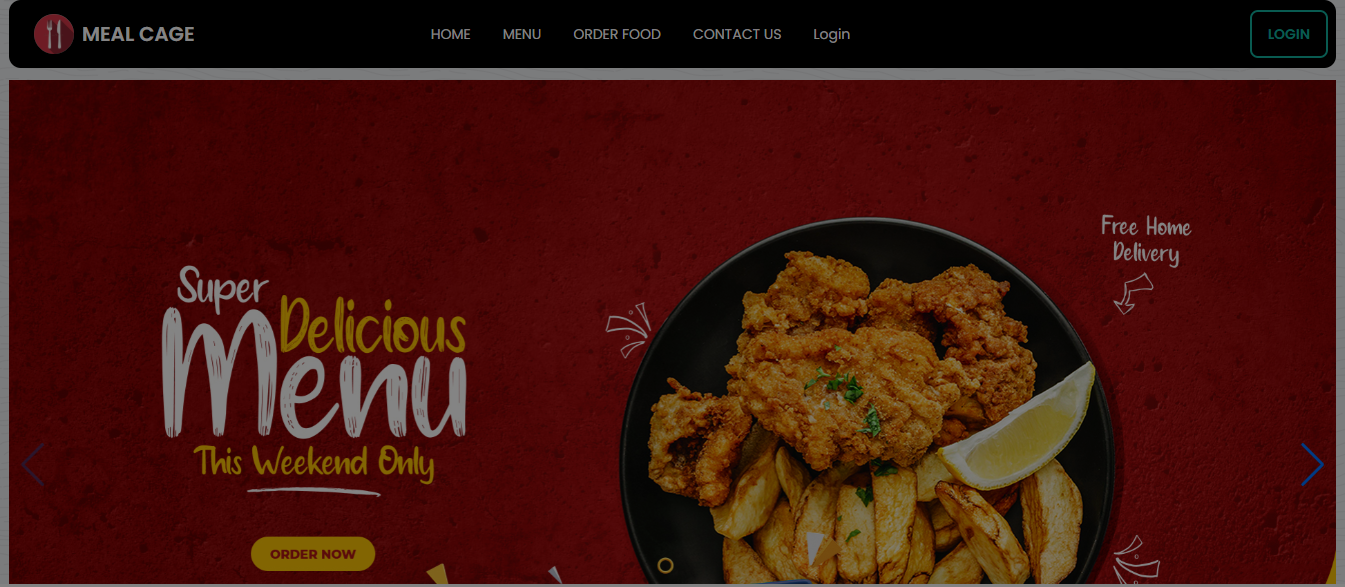 MEAL CAGE
HOME
MENU
ORDER FOOD
CONTACT US
Login
LOGIN
Free Home
Delivery
Super
Delicious
Menu
This Weekend Only
ORDER NOW